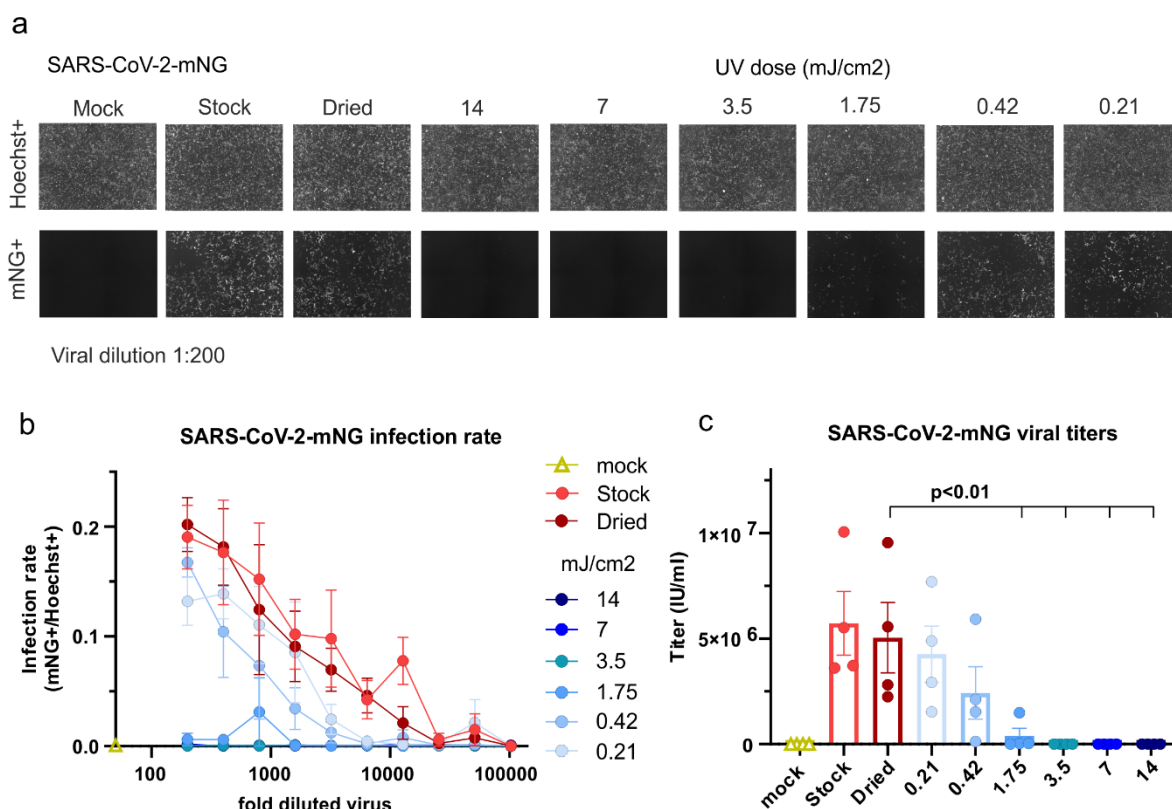 a
SARS-CoV-2-mNG
UV dose (mJ/cm2)
Mock Stock Dried 14 7 3.5 1.75 0.42 0.21
Hoechst+
mNG+
Viral dilution 1:200
b
SARS-CoV-2-mNG infection rate
Infection rate
(mNG+/Hoechst+)
0.2
0.1
0.0
100 1000 10000 100000
fold diluted virus
mock
Stock
Dried
mJ/cm2
14
7
3.5
1.75
0.42
0.21
c
SARS-CoV-2-mNG viral titers
p<0.01
Titer (IU/ml)
1×10 7
5×10 6
0
mock Stock Dried 0.21 0.42 1.75 3.5 7 14